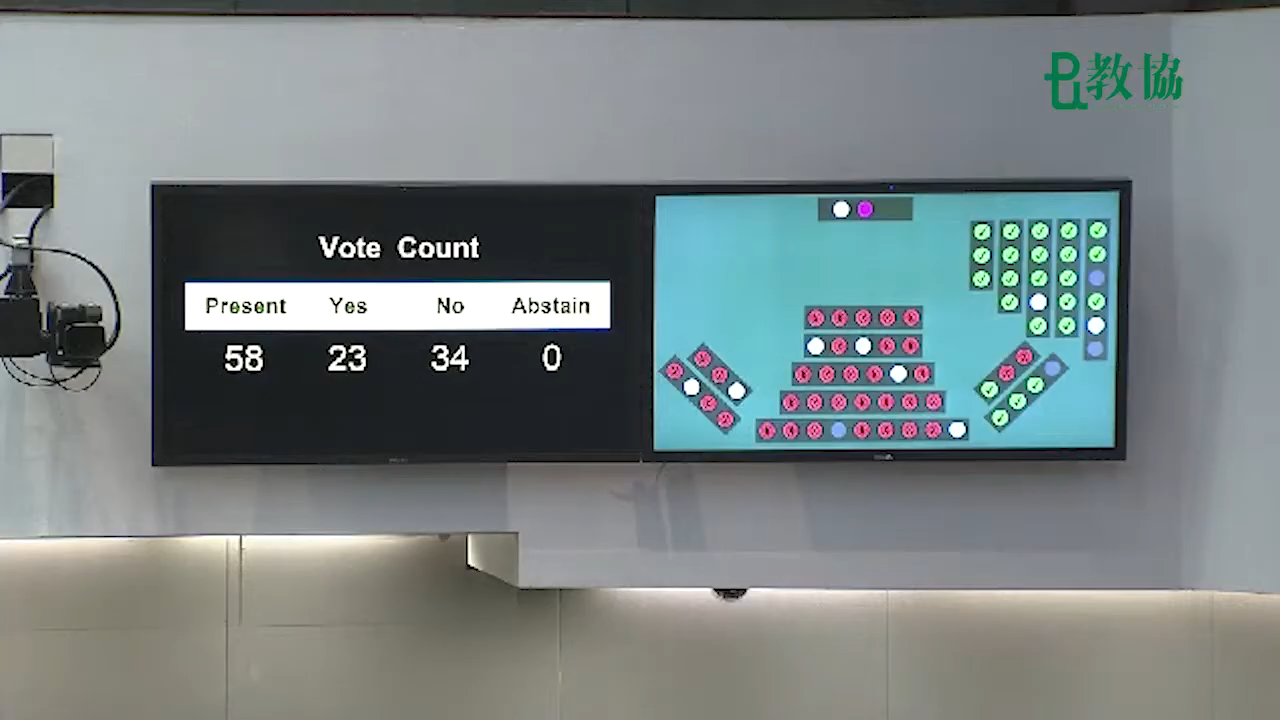 教協
Vote Count
Present Yes No Abstain
58 23 34 0